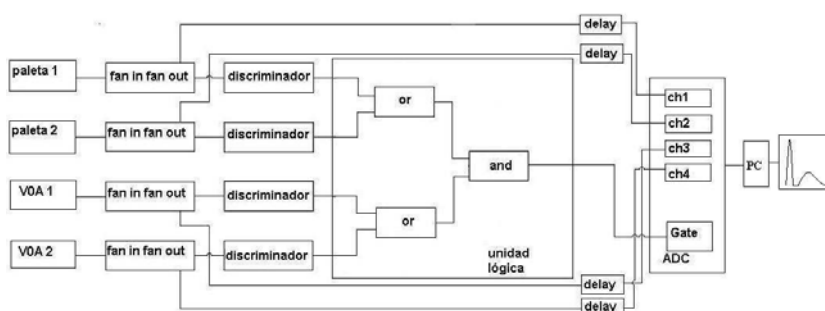 delay
delay
paleta 1
fan in fan out
discriminador
or
ch1
paleta 2
fan in fan out
discriminador
ch2
ch3
and
ch4
PC
V0A 1
fan in fan out
discriminador
or
Gate
V0A 2
fan in fan out
discriminador
unidad
lógica
ADC
delay
delay